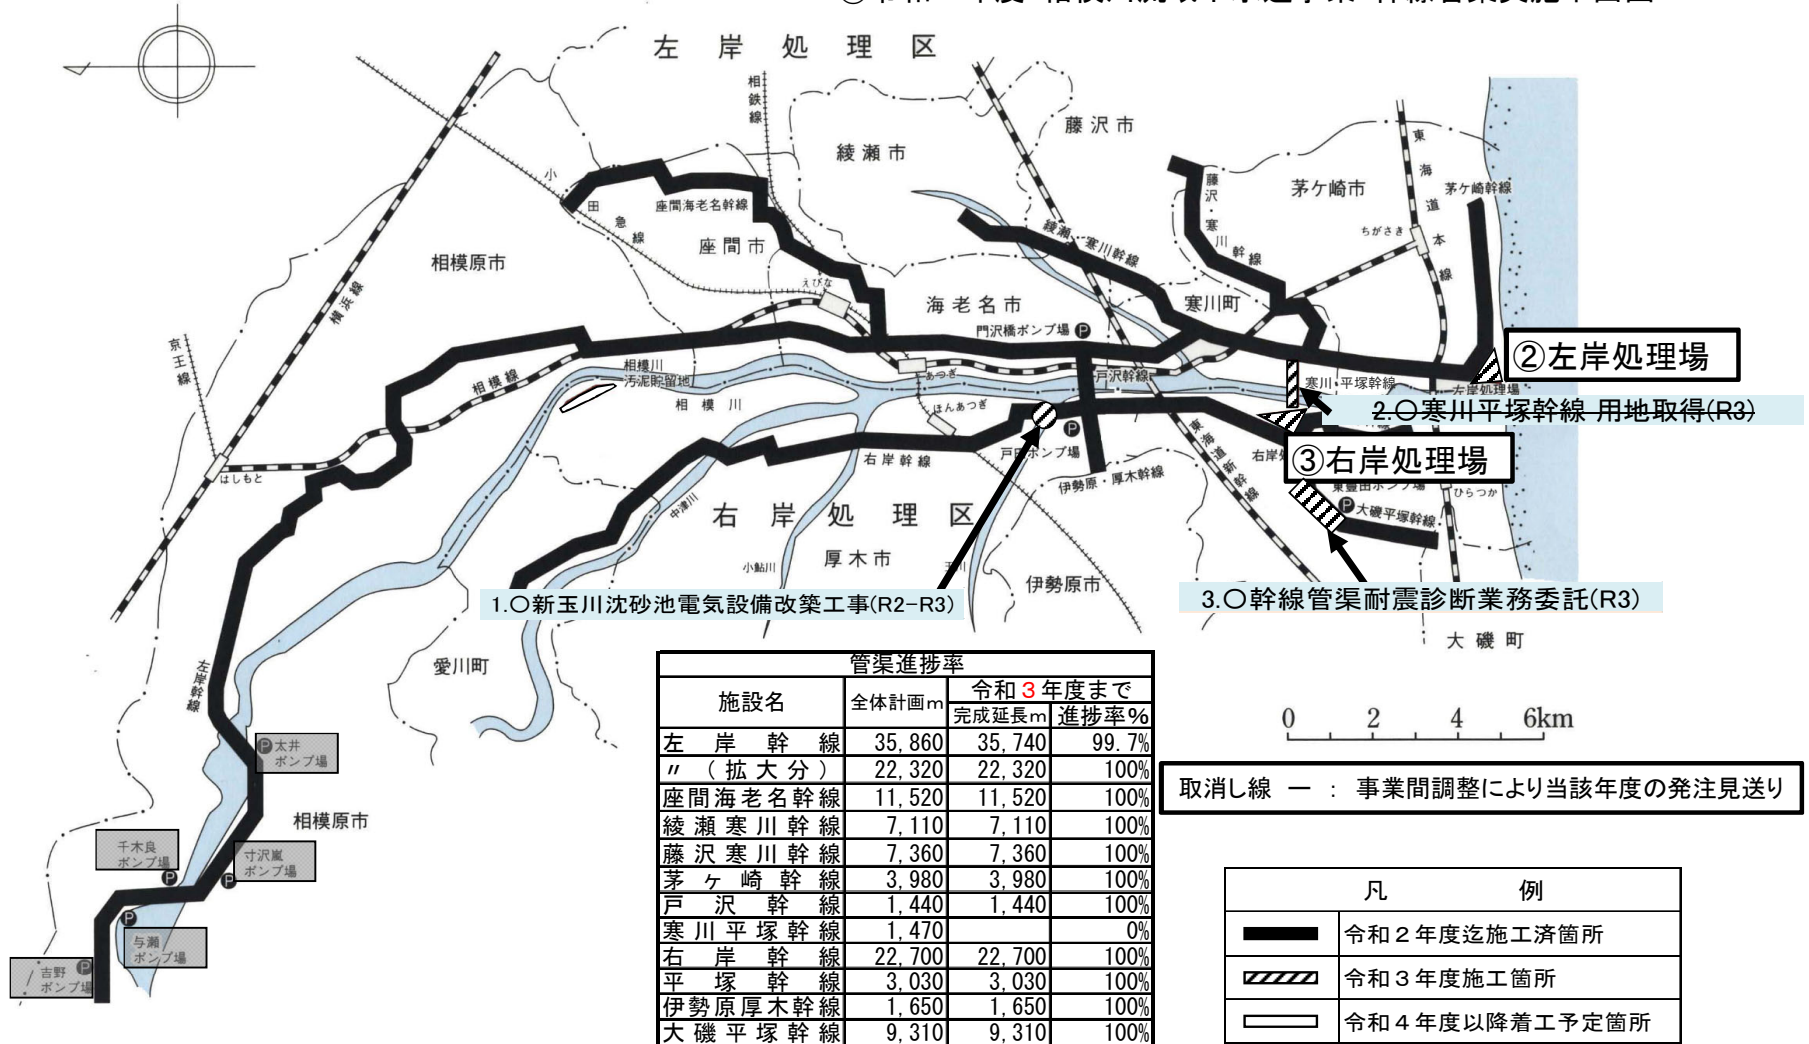 左岸処理区
相鉄線
藤沢市
綾瀬市
小田急線
座間海老名幹線
座間市
相模原市
横浜線
えびな
海老名市
綾瀬・寒川幹線
藤沢・寒川幹線
茅ケ崎市
東海道本線
茅ケ崎幹線
ちがさき
寒川町
門沢橋ポンプ場 P
京王線
相模線
相模川
汚泥貯留地
相模川
あつぎ
ほんあつぎ
戸沢幹線
寒川・平塚幹線
左岸処理場
②左岸処理場
2.〇寒川平塚幹線 用地取得(R3)
はしもと
右岸幹線
中津川
P
戸田ポンプ場
伊勢原・厚木幹線
東海道新幹線
③右岸処理場
東豊田ポンプ場
P 大磯平塚幹線
ひらつか
右岸処理区
厚木市
小鮎川
玉川
伊勢原市
1.〇新玉川沈砂池電気設備改築工事(R2-R3)
3.〇幹線管渠耐震診断業務委託(R3)
大磯町
愛川町
左岸幹線
P 太井
ポンプ場
相模原市
千木良
ポンプ場
P
寸沢嵐
ポンプ場
P
P
与瀬
ポンプ場
吉野 P
ポンプ場
管渠進捗率
施設名 全体計画m 令和3年度まで
完成延長m 進捗率%
左岸幹線 35,860 35,740 99.7%
〃(拡大分) 22,320 22,320 100%
座間海老名幹線 11,520 11,520 100%
綾瀬寒川幹線 7,110 7,110 100%
藤沢寒川幹線 7,360 7,360 100%
茅ヶ崎幹線 3,980 3,980 100%
戸沢幹線 1,440 1,440 100%
寒川平塚幹線 1,470 0%
右岸幹線 22,700 22,700 100%
平塚幹線 3,030 3,030 100%
伊勢原厚木幹線 1,650 1,650 100%
大磯平塚幹線 9,310 9,310 100%
0 2 4 6km
取消し線 ー : 事業間調整により当該年度の発注見送り
凡例
令和2年度迄施工済箇所
令和3年度施工箇所
令和4年度以降着工予定箇所